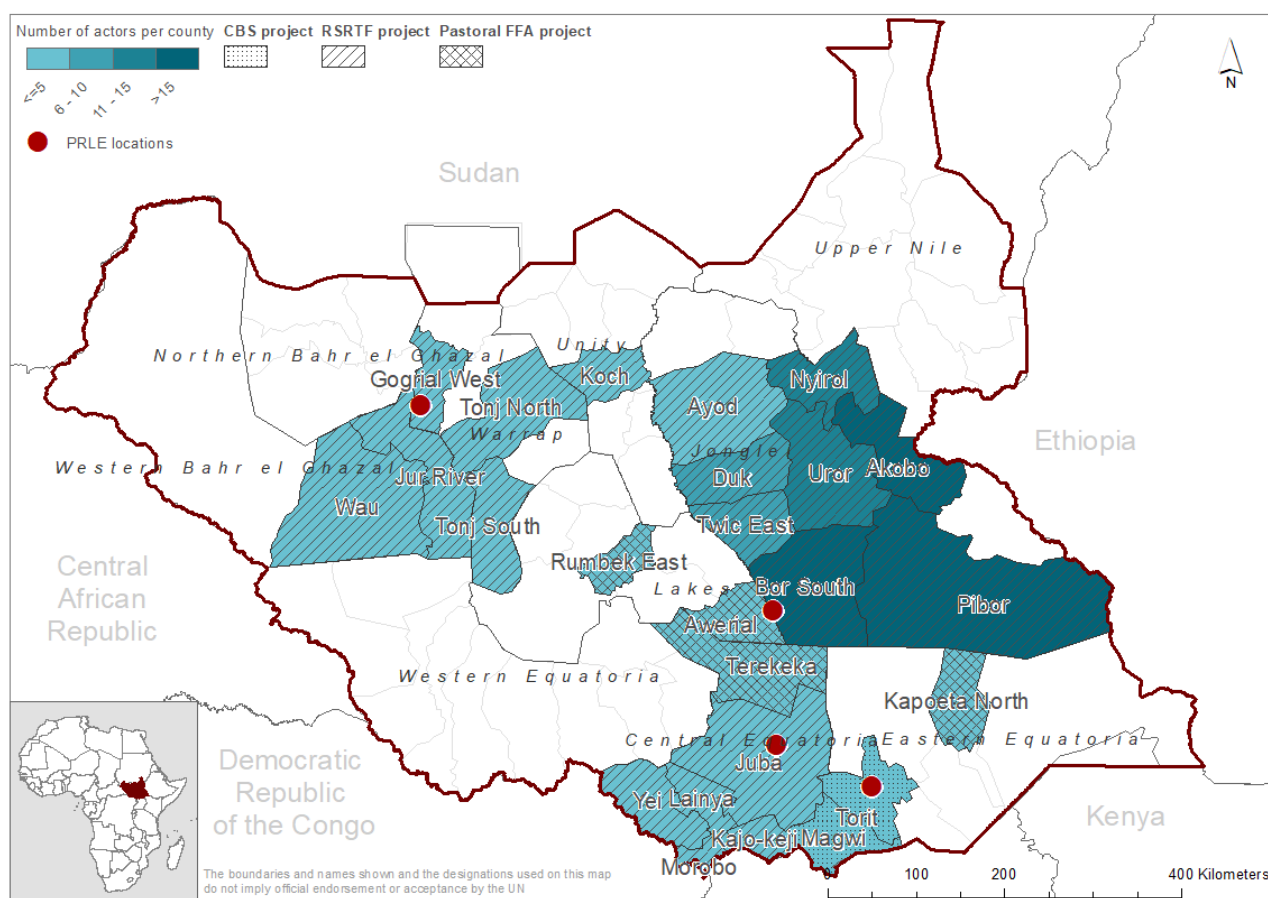 Number of actors per county
CBS project
RSRTF project
Pastoral FFA project
<=5
6 - 10
11 - 15
>15
PRLE locations
N
Sudan
Upper Nile
Northern Bahr el Ghazal
Unity
Gogrial West
Koch
Nyirol
Tonj North
Ayod
Warrap
Ethiopia
Jonglei
Western Bahr el Ghazal
Jur River
Duk
Uror
Akobo
Wau
Tonj South
Twic East
Rumbek East
Lakes
Bor South
Pibor
Central
African
Republic
Awerial
Terekeka
Western Equatoria
Kapoeta North
Central Equatoria
Eastern Equatoria
Juba
Democratic
Republic
of the Congo
Yei
Lainya
Torit
Kenya
Kajo-keji
Magwi
Morobo
The boundaries and names shown and the designations used on this map
do not imply official endorsement or acceptance by the UN
0 100 200 400 Kilometers